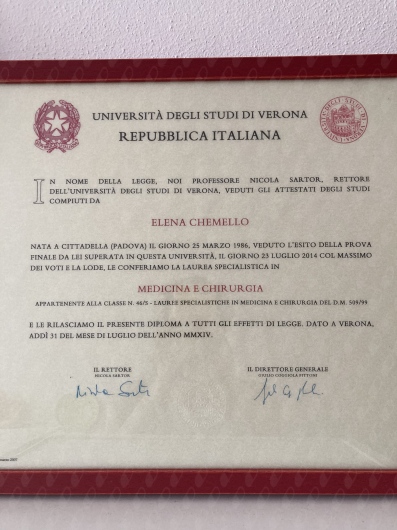 UNIVERSITÀ DEGLI STUDI DI VERONA
REPUBBLICA ITALIANA
IN NOME DELLA LEGGE, NOI PROFESSORE NICOLA SARTOR, RETTORE
DELL'UNIVERSITÀ DEGLI STUDI DI VERONA, VEDUTI GLI ATTESTATI DEGLI STUDI
COMPIUTI DA
ELENA CHEMELLO
NATA A CITTADELLA (PADOVA) IL GIORNO 25 MARZO 1986, VEDUTO L'ESITO DELLA PROVA
FINALE DA LEI SUPERATA IN QUESTA UNIVERSITÀ, IL GIORNO 23 LUGLIO 2014 COL MASSIMO
DEI VOTI E LA LODE, LE CONFERIAMO LA LAUREA SPECIALISTICA IN
MEDICINA E CHIRURGIA
APPARTENENTE ALLA CLASSE N. 46/S - LAUREE SPECIALISTICHE IN MEDICINA E CHIRURGIA DEL D.M. 509/99
E LE RILASCIAMO IL PRESENTE DIPLOMA A TUTTI GLI EFFETTI DI LEGGE. DATO A VERONA,
ADDÌ 31 DEL MESE DI LUGLIO DELL'ANNO MMXIV.
IL RETTORE
NICOLA SARTOR
IL DIRETTORE GENERALE